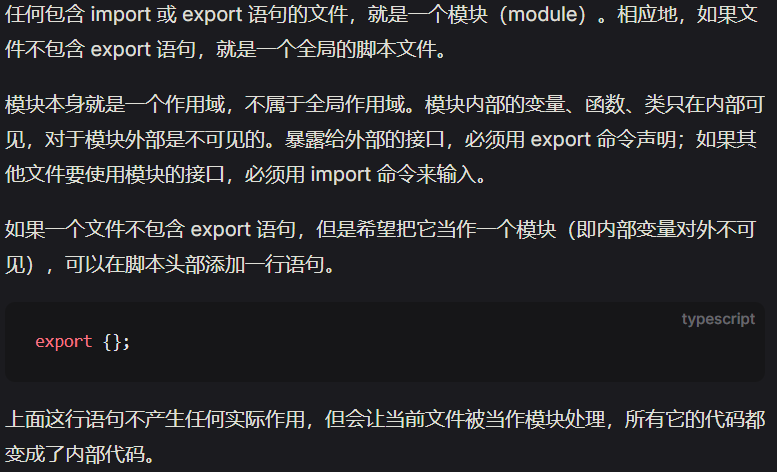 任何包含 import 或 export 语句的文件，就是一个模块（module）。相应地，如果文
件不包含 export 语句，就是一个全局的脚本文件。
模块本身就是一个作用域，不属于全局作用域。模块内部的变量、函数、类只在内部可
见，对于模块外部是不可见的。暴露给外部的接口，必须用 export 命令声明；如果其
他文件要使用模块的接口，必须用 import 命令来输入。
如果一个文件不包含 export 语句，但是希望把它当作一个模块（即内部变量对外不可
见），可以在脚本头部添加一行语句。
typescript
export {};
上面这行语句不产生任何实际作用，但会让当前文件被当作模块处理，所有它的代码都
变成了内部代码。